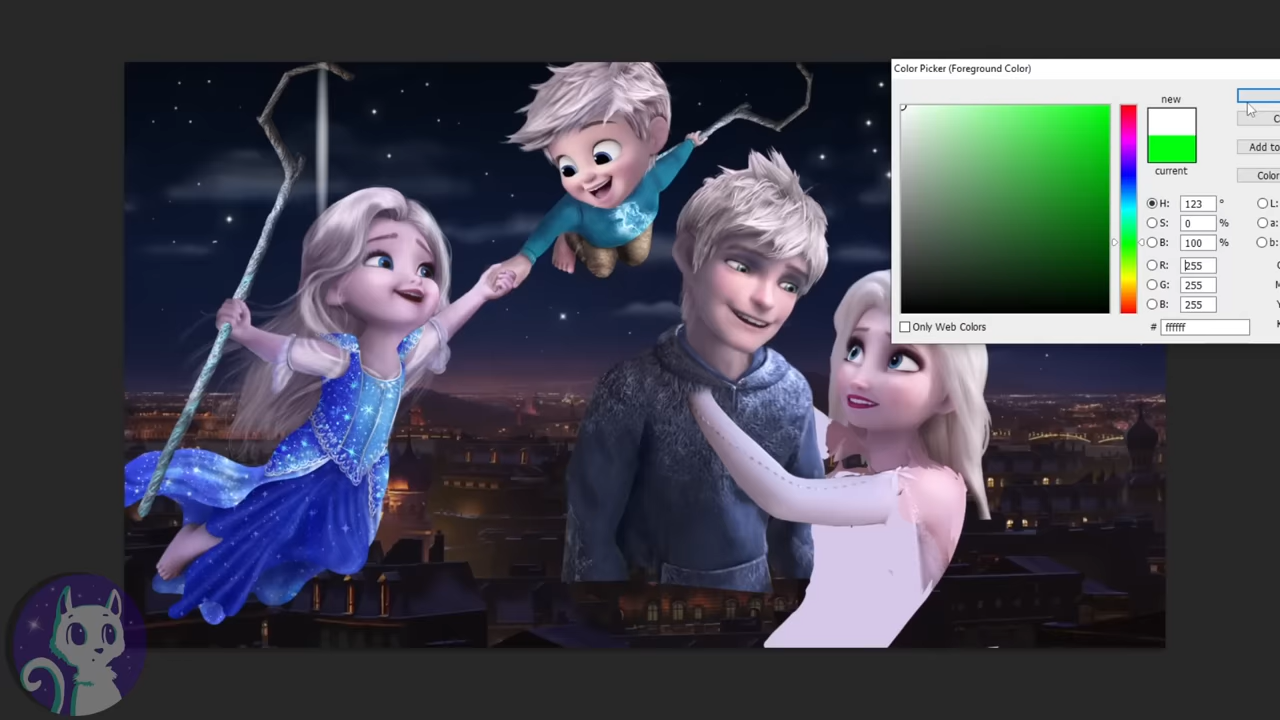 Color Picker (Foreground Color)
new
current
Add to
Color
H: 123 °
S: 0 %
B: 100 %
R: 255
G: 255
B: 255
# ffffff
L:
a:
b:
Only Web Colors